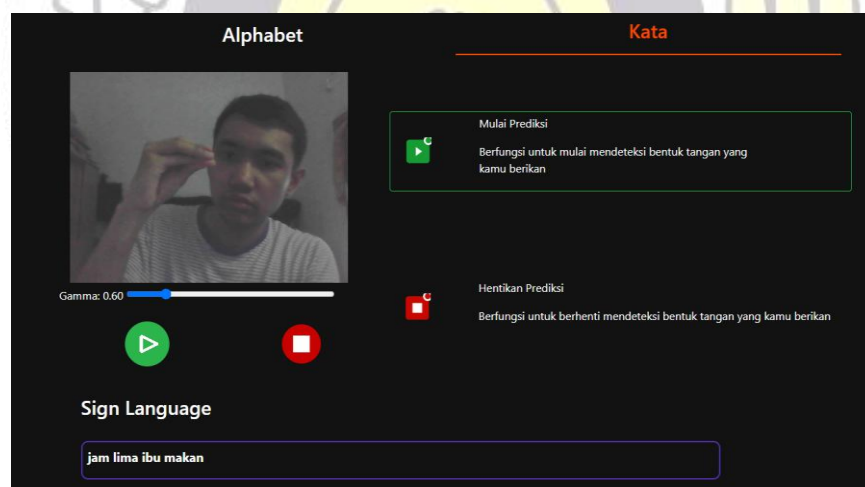 Alphabet
Kata
Mulai Prediksi
Berfungsi untuk mulai mendeteksi bentuk tangan yang
kamu berikan
Gamma: 0.60
Hentikan Prediksi
Berfungsi untuk berhenti mendeteksi bentuk tangan yang kamu berikan
Sign Language
jam lima ibu makan